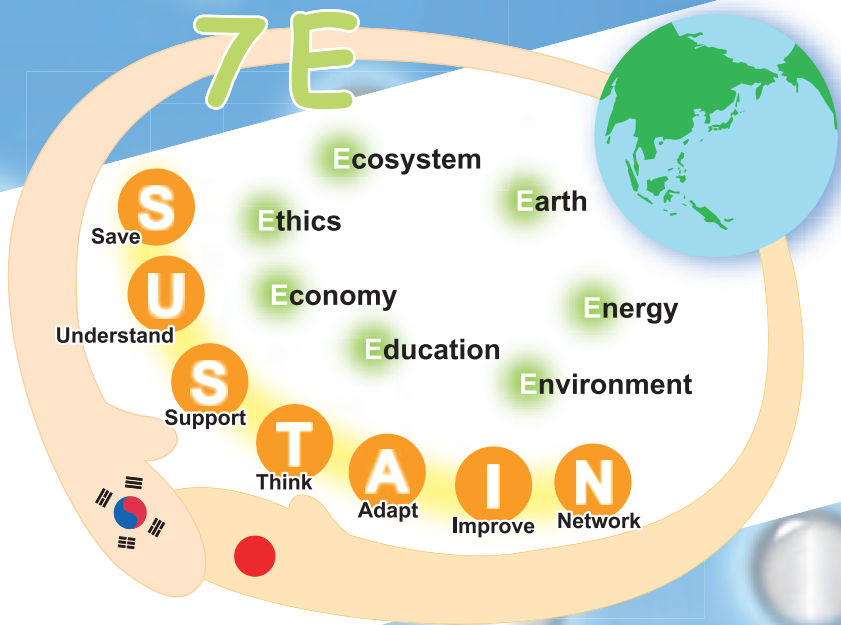 7E
Ecosystem
Earth
Ethics
Economy
Energy
Education
Environment
S
Save
U
Understand
S
Support
T
Think
A
Adapt
I
Improve
N
Network